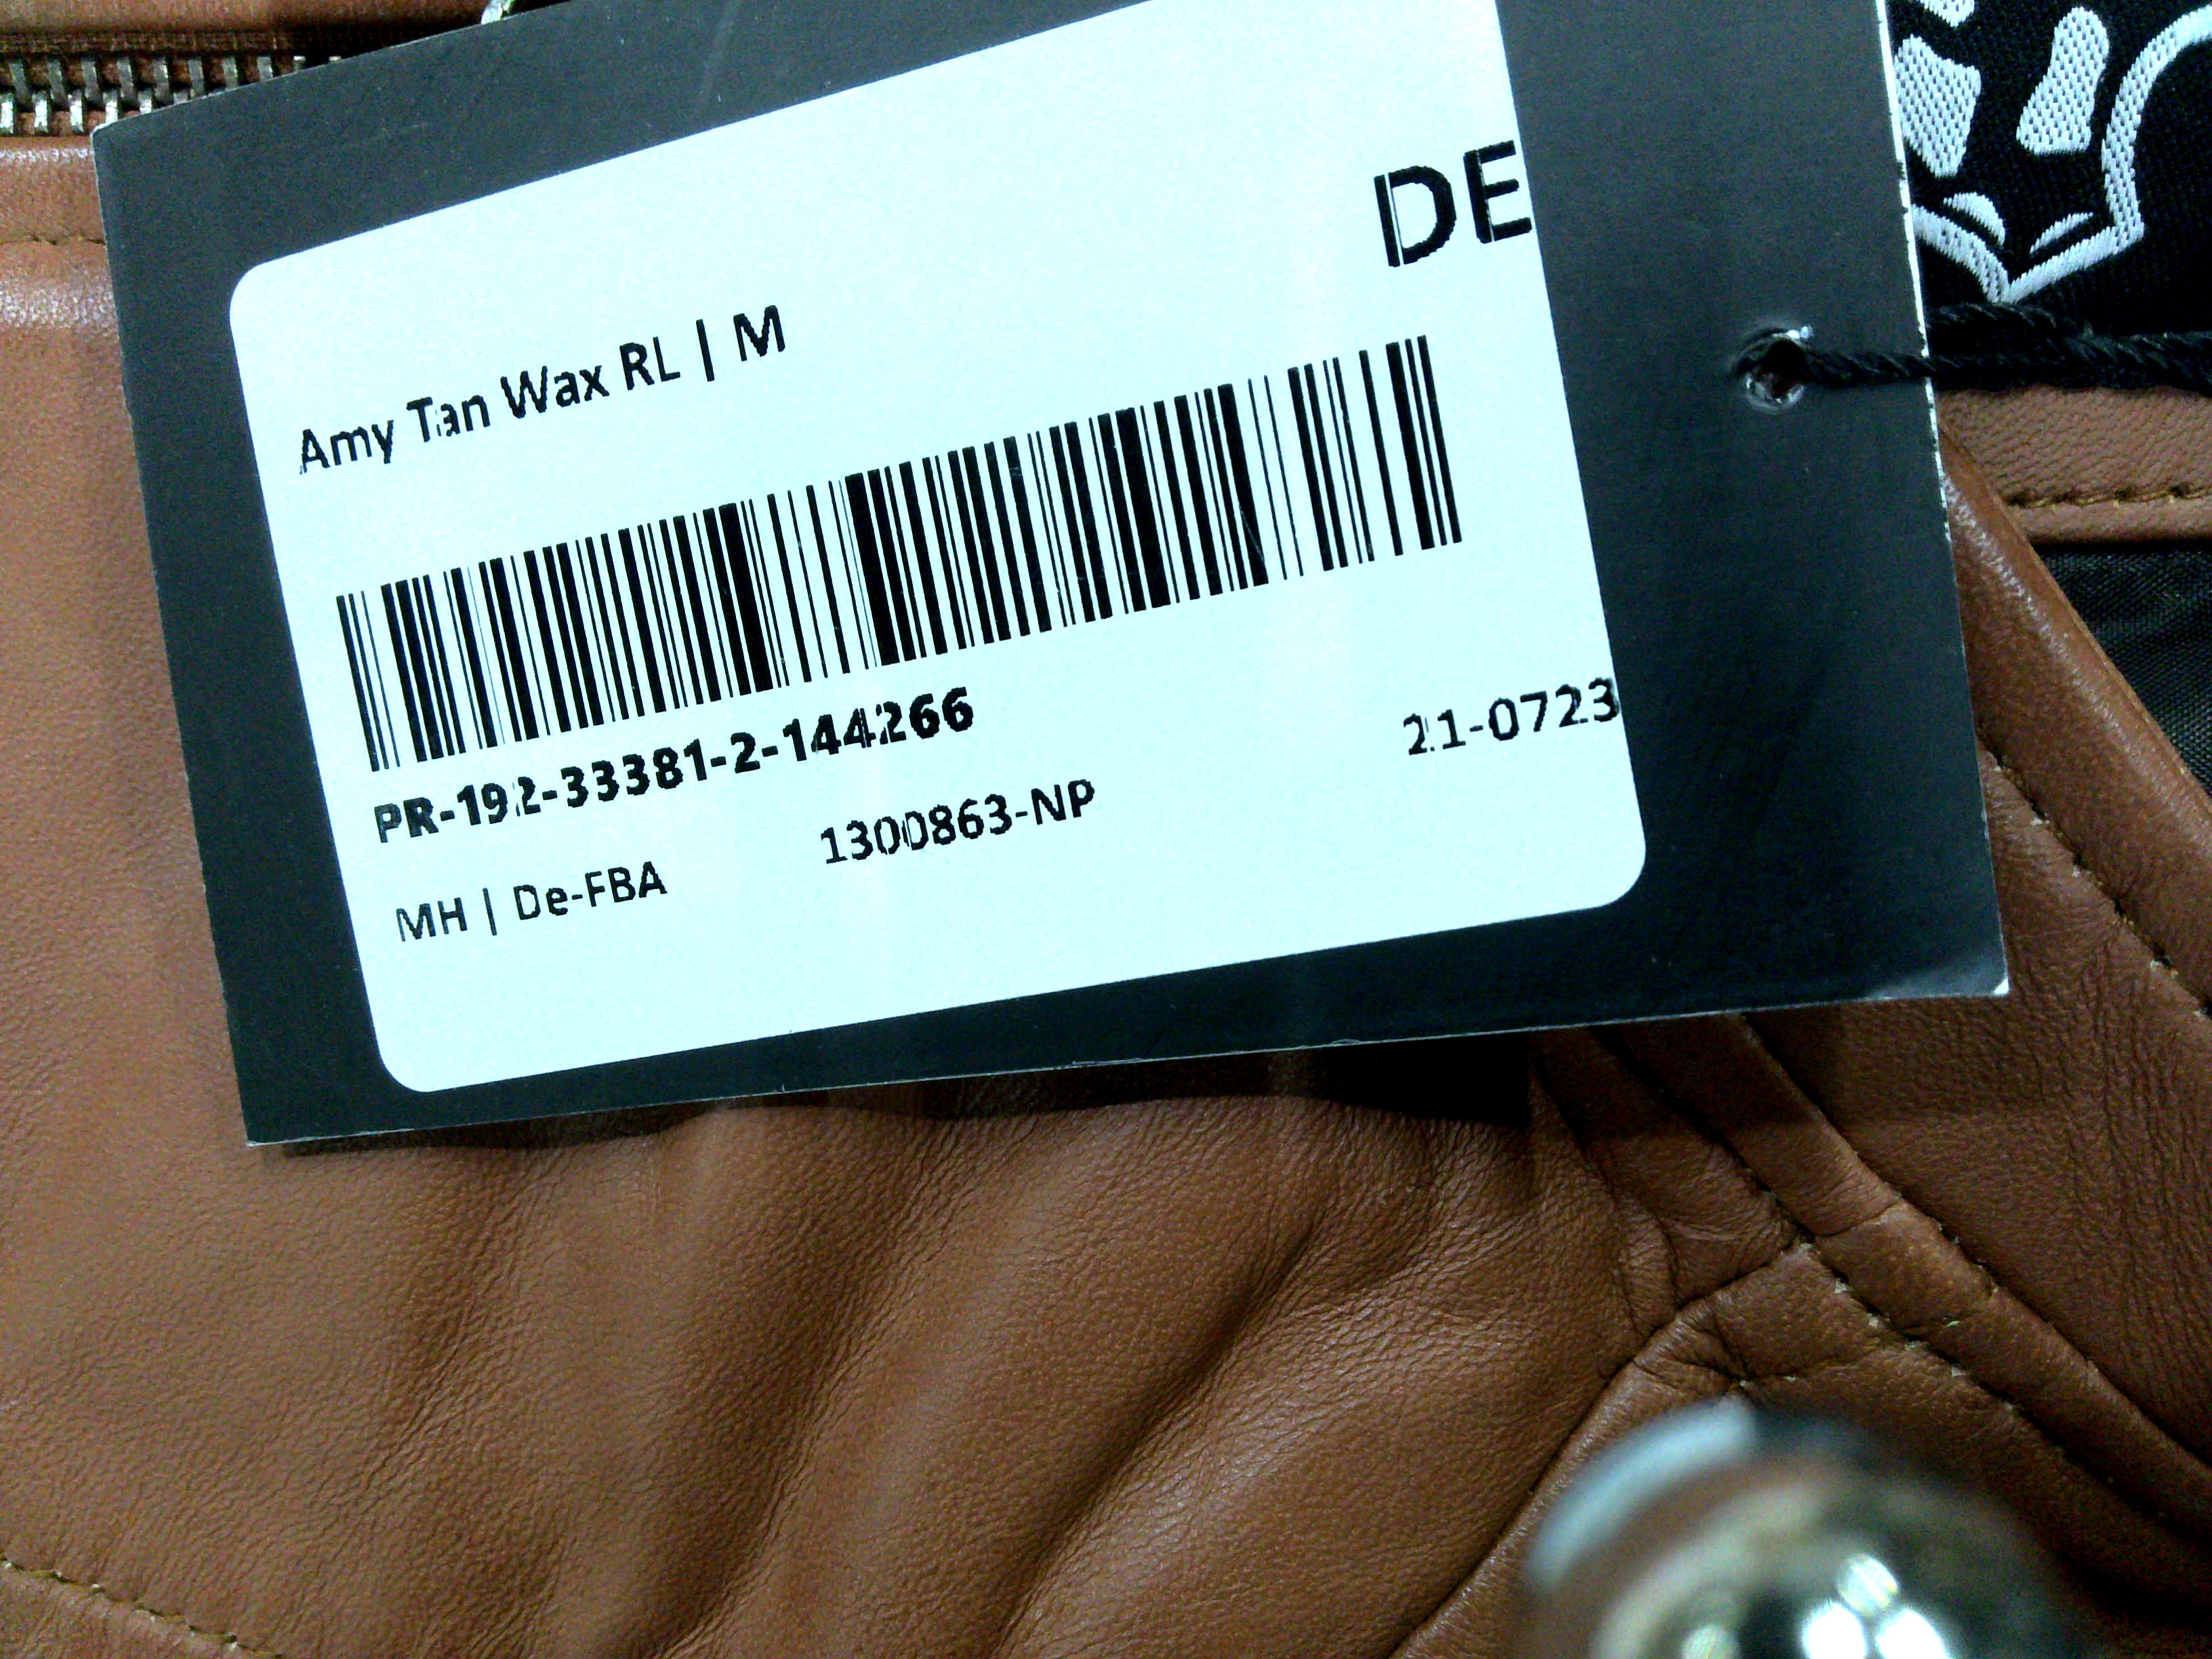 DE
Amy Tan Wax RL | M
PR-192-33381-2-144266
21-0723
MH | De-FBA 1300863-NP